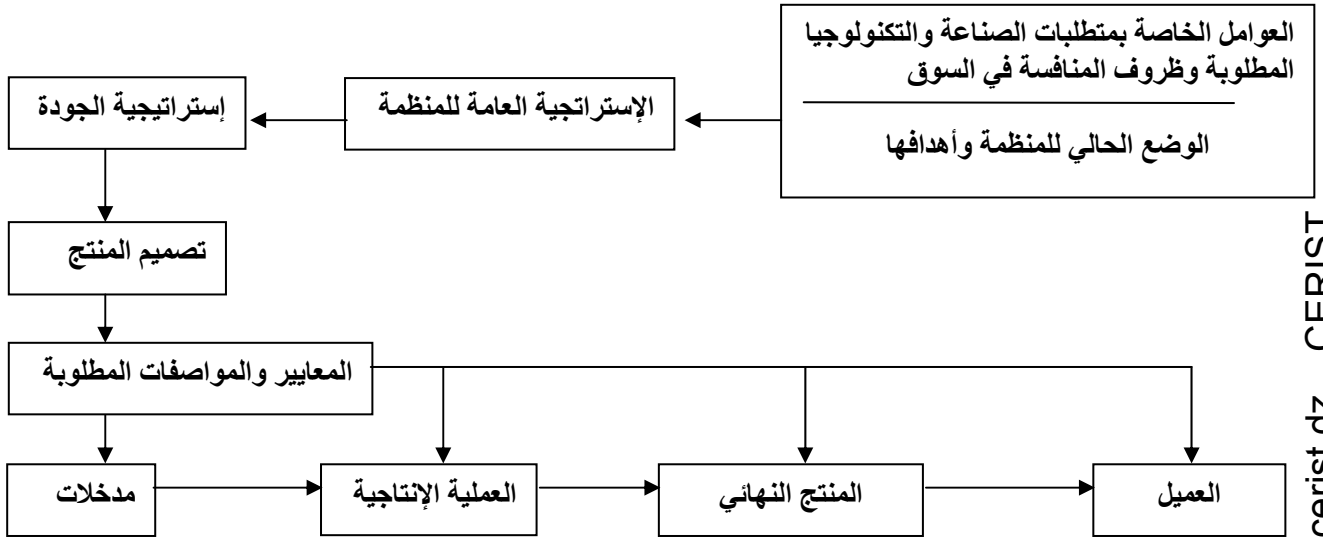 العوامل الخاصة بمتطلبات الصناعة والتكنولوجيا
المطلوبة وظروف المنافسة في السوق
الوضع الحالي للمنظمة وأهدافها
الإستراتجية العامة للمنظمة
إستراتيجية الجودة
تصميم المنتج
المعايير والمواصفات المطلوبة
مدخلات
العملية الإنتاجية
المنتج النهائي
العميل
CERIST
cerist.dz